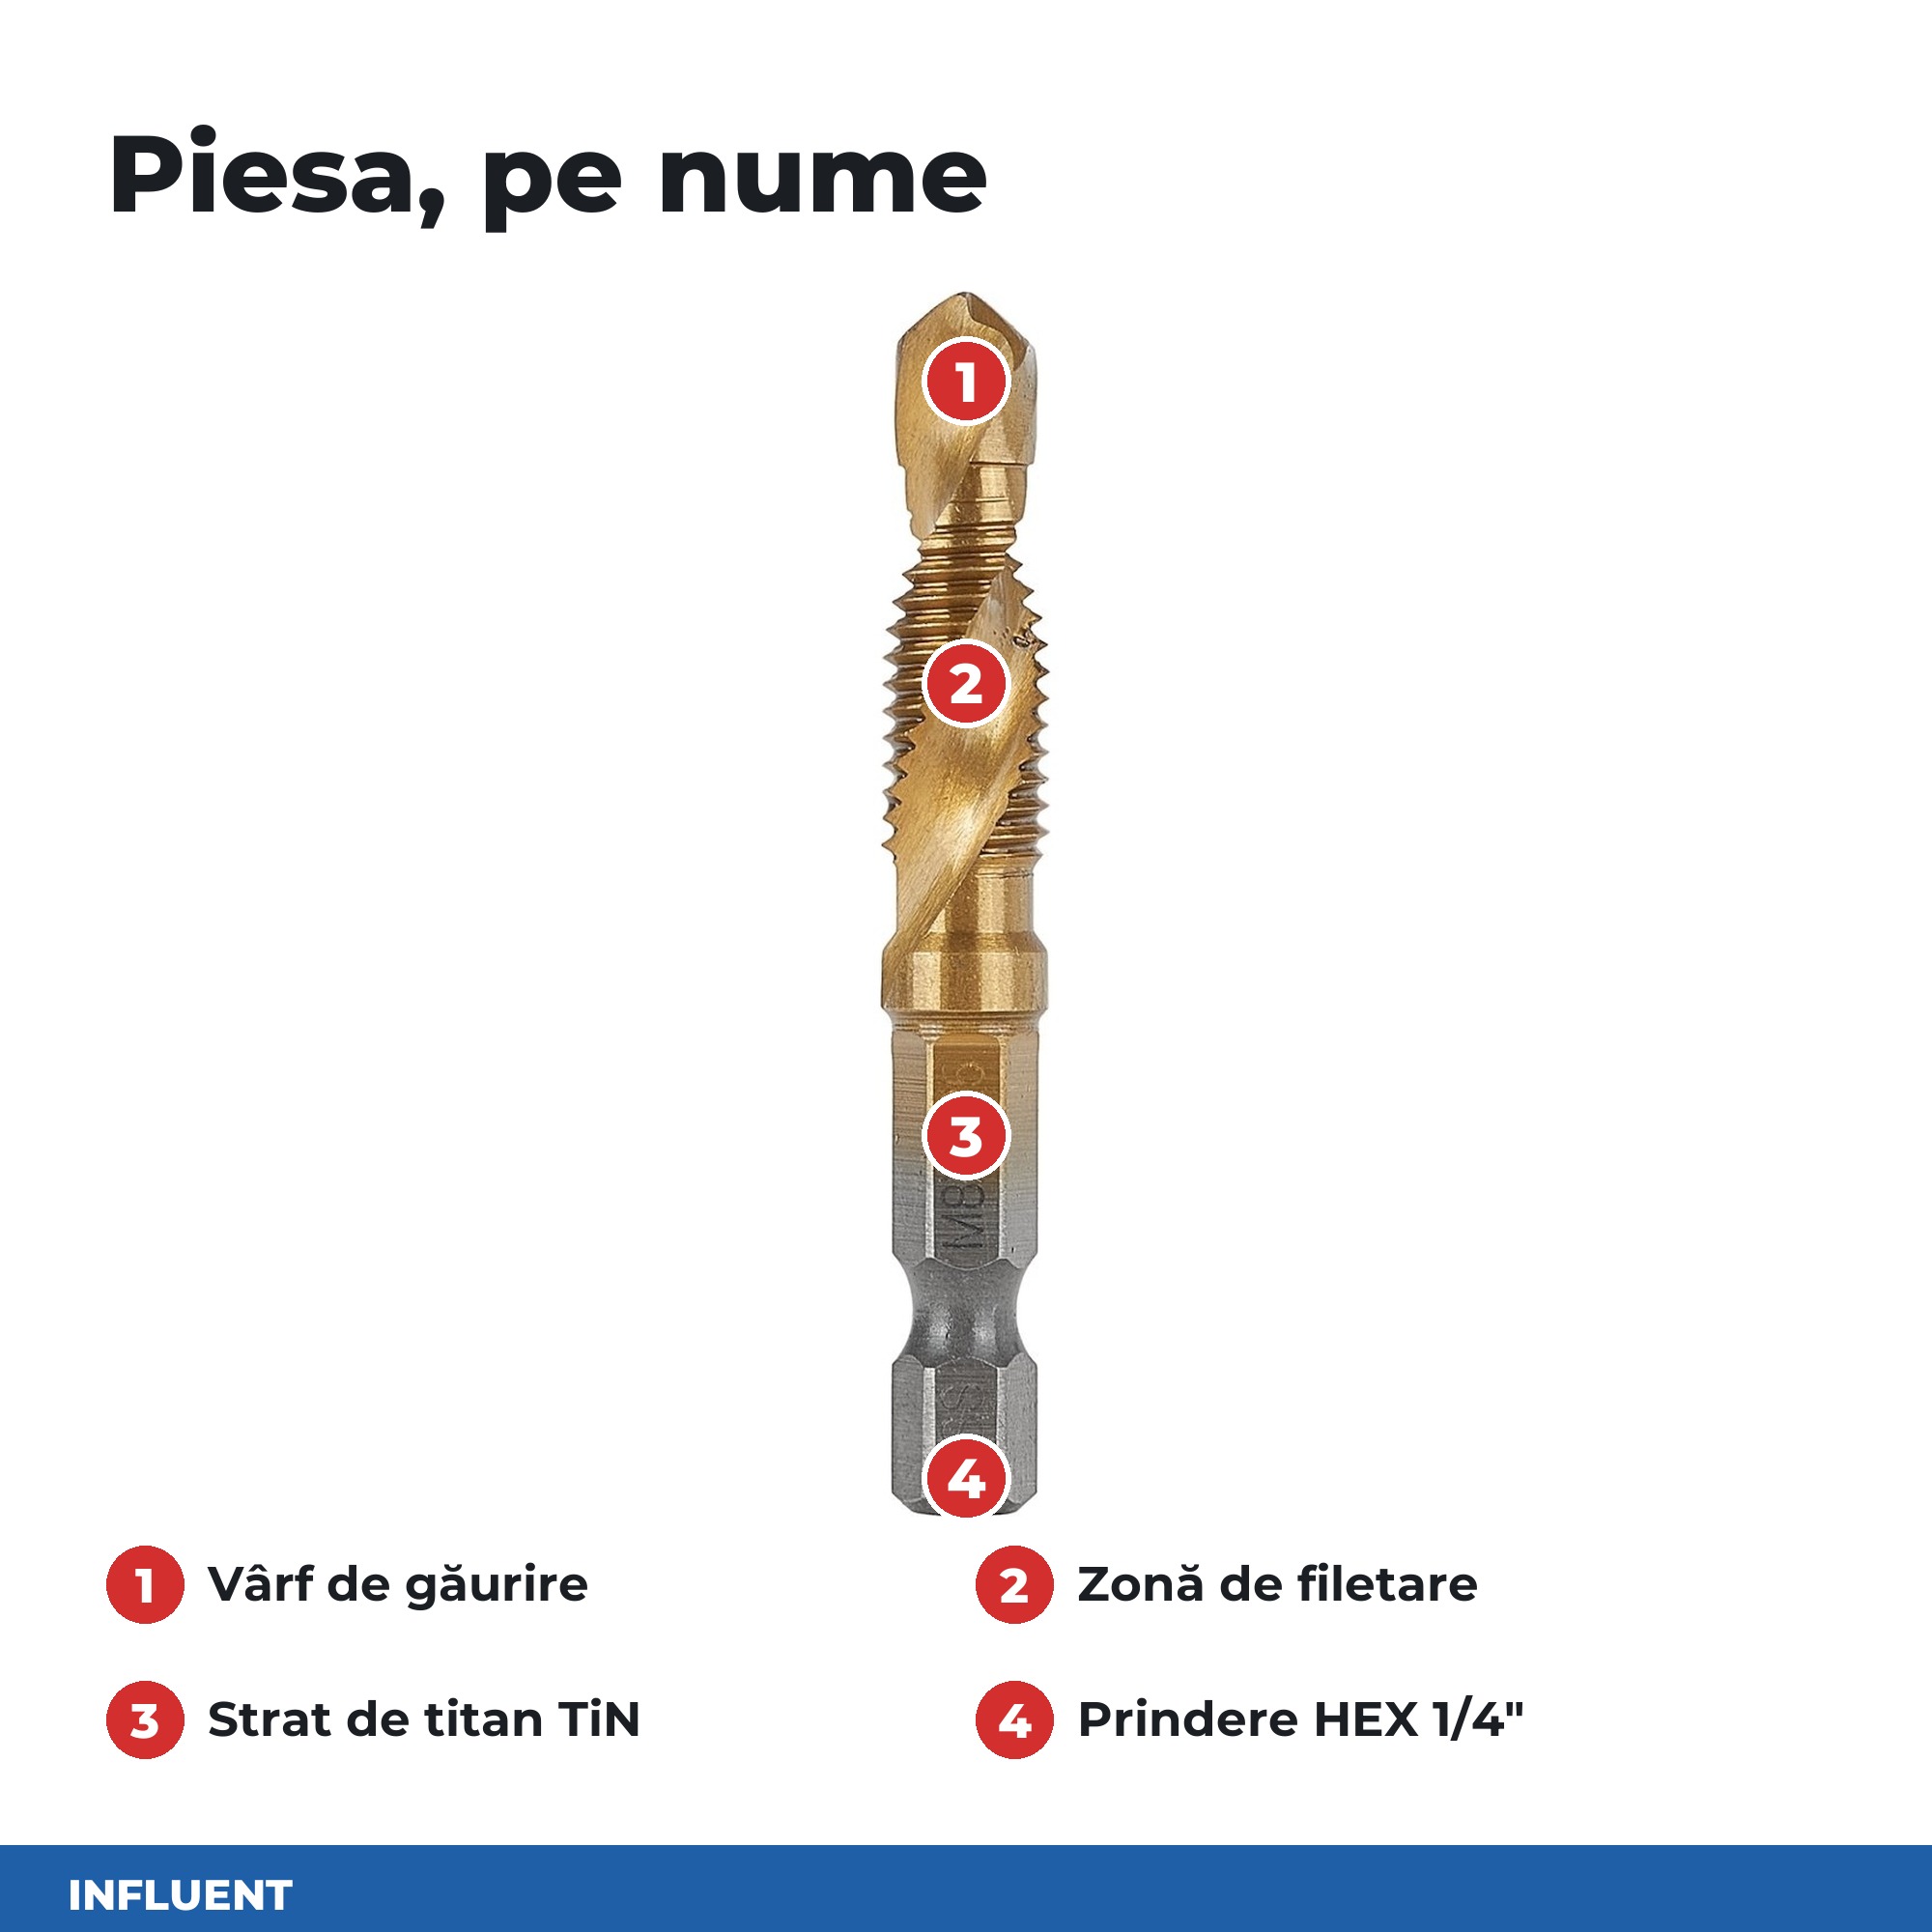 Piesa, pe nume
1
2
3
M8
4
1 Vârf de găurire
2 Zonă de filetare
3 Strat de titan TiN
4 Prindere HEX 1/4"
INFLUENT